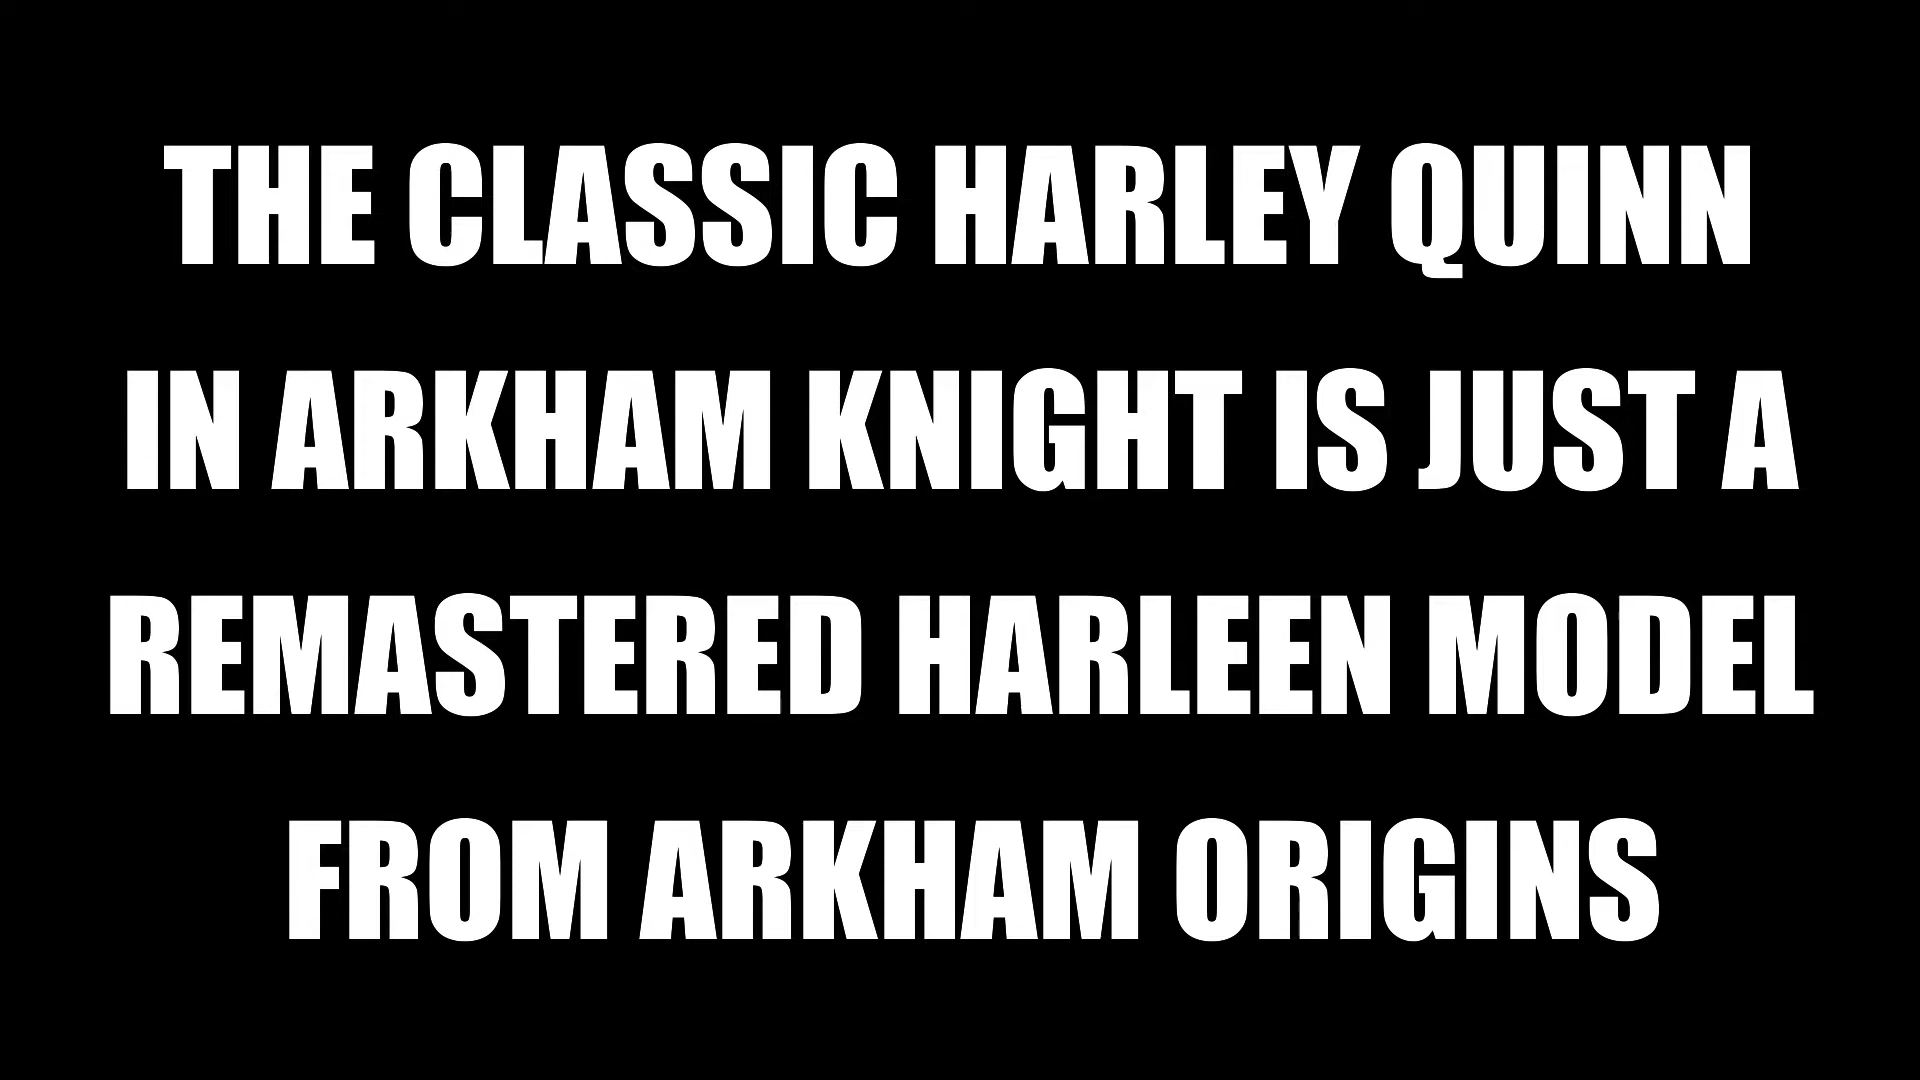 THE CLASSIC HARLEY QUINN
IN ARKHAM KNIGHT IS JUST A
REMASTERED HARLEEN MODEL
FROM ARKHAM ORIGINS